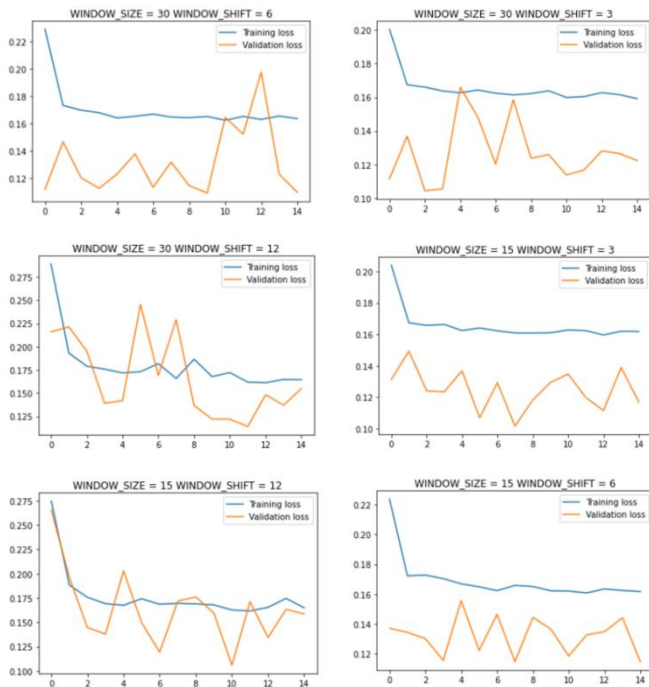 WINDOW_SIZE = 30 WINDOW_SHIFT = 6
Training loss
Validation loss
0.22
0.20
0.18
0.16
0.14
0.12
0 2 4 6 8 10 12 14
WINDOW_SIZE = 30 WINDOW_SHIFT = 3
Training loss
Validation loss
0.20
0.18
0.16
0.14
0.12
0.10
0 2 4 6 8 10 12 14
WINDOW_SIZE = 30 WINDOW_SHIFT = 12
Training loss
Validation loss
0.275
0.250
0.225
0.200
0.175
0.150
0.125
0 2 4 6 8 10 12 14
WINDOW_SIZE = 15 WINDOW_SHIFT = 3
Training loss
Validation loss
0.20
0.18
0.16
0.14
0.12
0.10
0 2 4 6 8 10 12 14
WINDOW_SIZE = 15 WINDOW_SHIFT = 12
Training loss
Validation loss
0.275
0.250
0.225
0.200
0.175
0.150
0.125
0.100
0 2 4 6 8 10 12 14
WINDOW_SIZE = 15 WINDOW_SHIFT = 6
Training loss
Validation loss
0.22
0.20
0.18
0.16
0.14
0.12
0 2 4 6 8 10 12 14